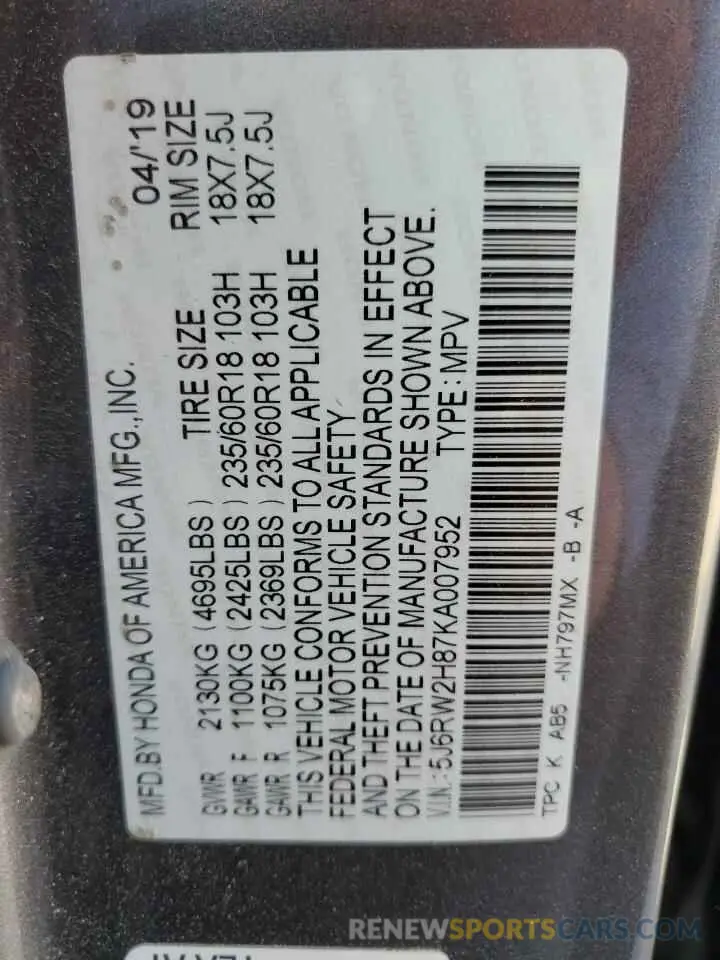 MFD.BY HONDA OF AMERICA MFG.,INC. 04/'19
TIRE SIZE RIM SIZE
GVWR 2130KG (4695LBS)
GAWR F 1100KG (2425LBS) 235/60R18 103H 18X7.5J
GAWR R 1075KG (2369LBS) 235/60R18 103H 18X7.5J
THIS VEHICLE CONFORMS TO ALL APPLICABLE
FEDERAL MOTOR VEHICLE SAFETY
AND THEFT PREVENTION STANDARDS IN EFFECT
ON THE DATE OF MANUFACTURE SHOWN ABOVE.
V.I.N.: 5J6RW2H87KA007952 TYPE: MPV
TPC K AB5 -NH797MX -B -A
RENEWSPORTSCARS.COM